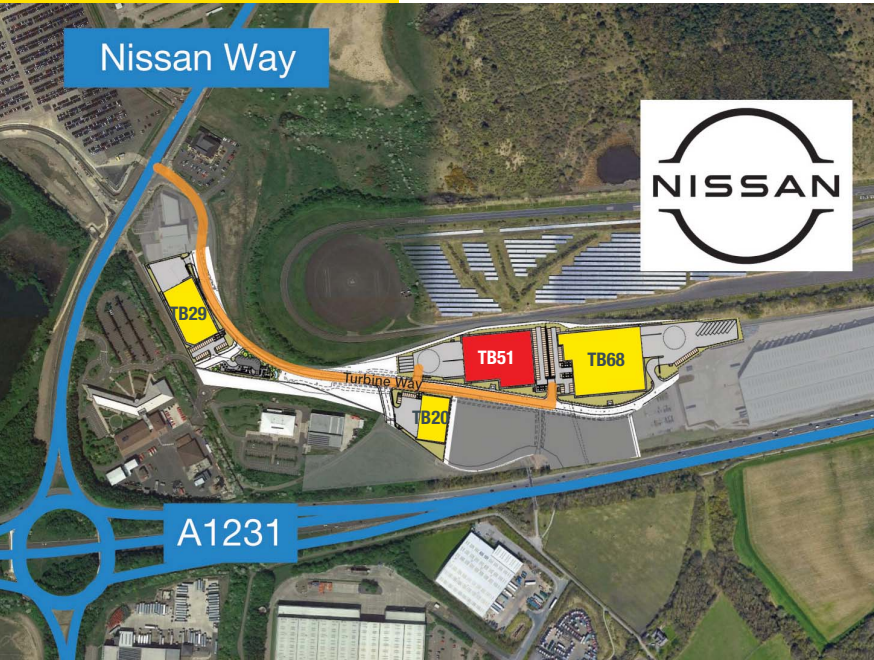 Nissan Way
NISSAN
TB29
TB51
TB68
Turbine Way
TB20
A1231